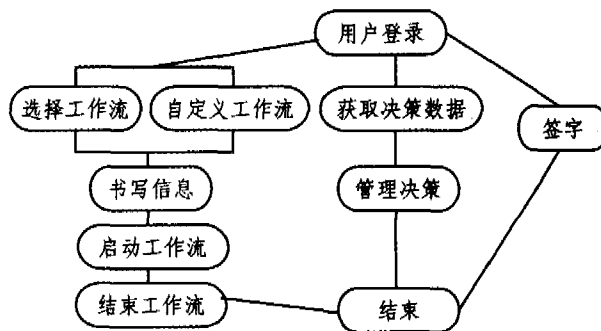 用户登录
选择工作流
自定义工作流
获取决策数据
签字
书写信息
管理决策
启动工作流
结束工作流
结束